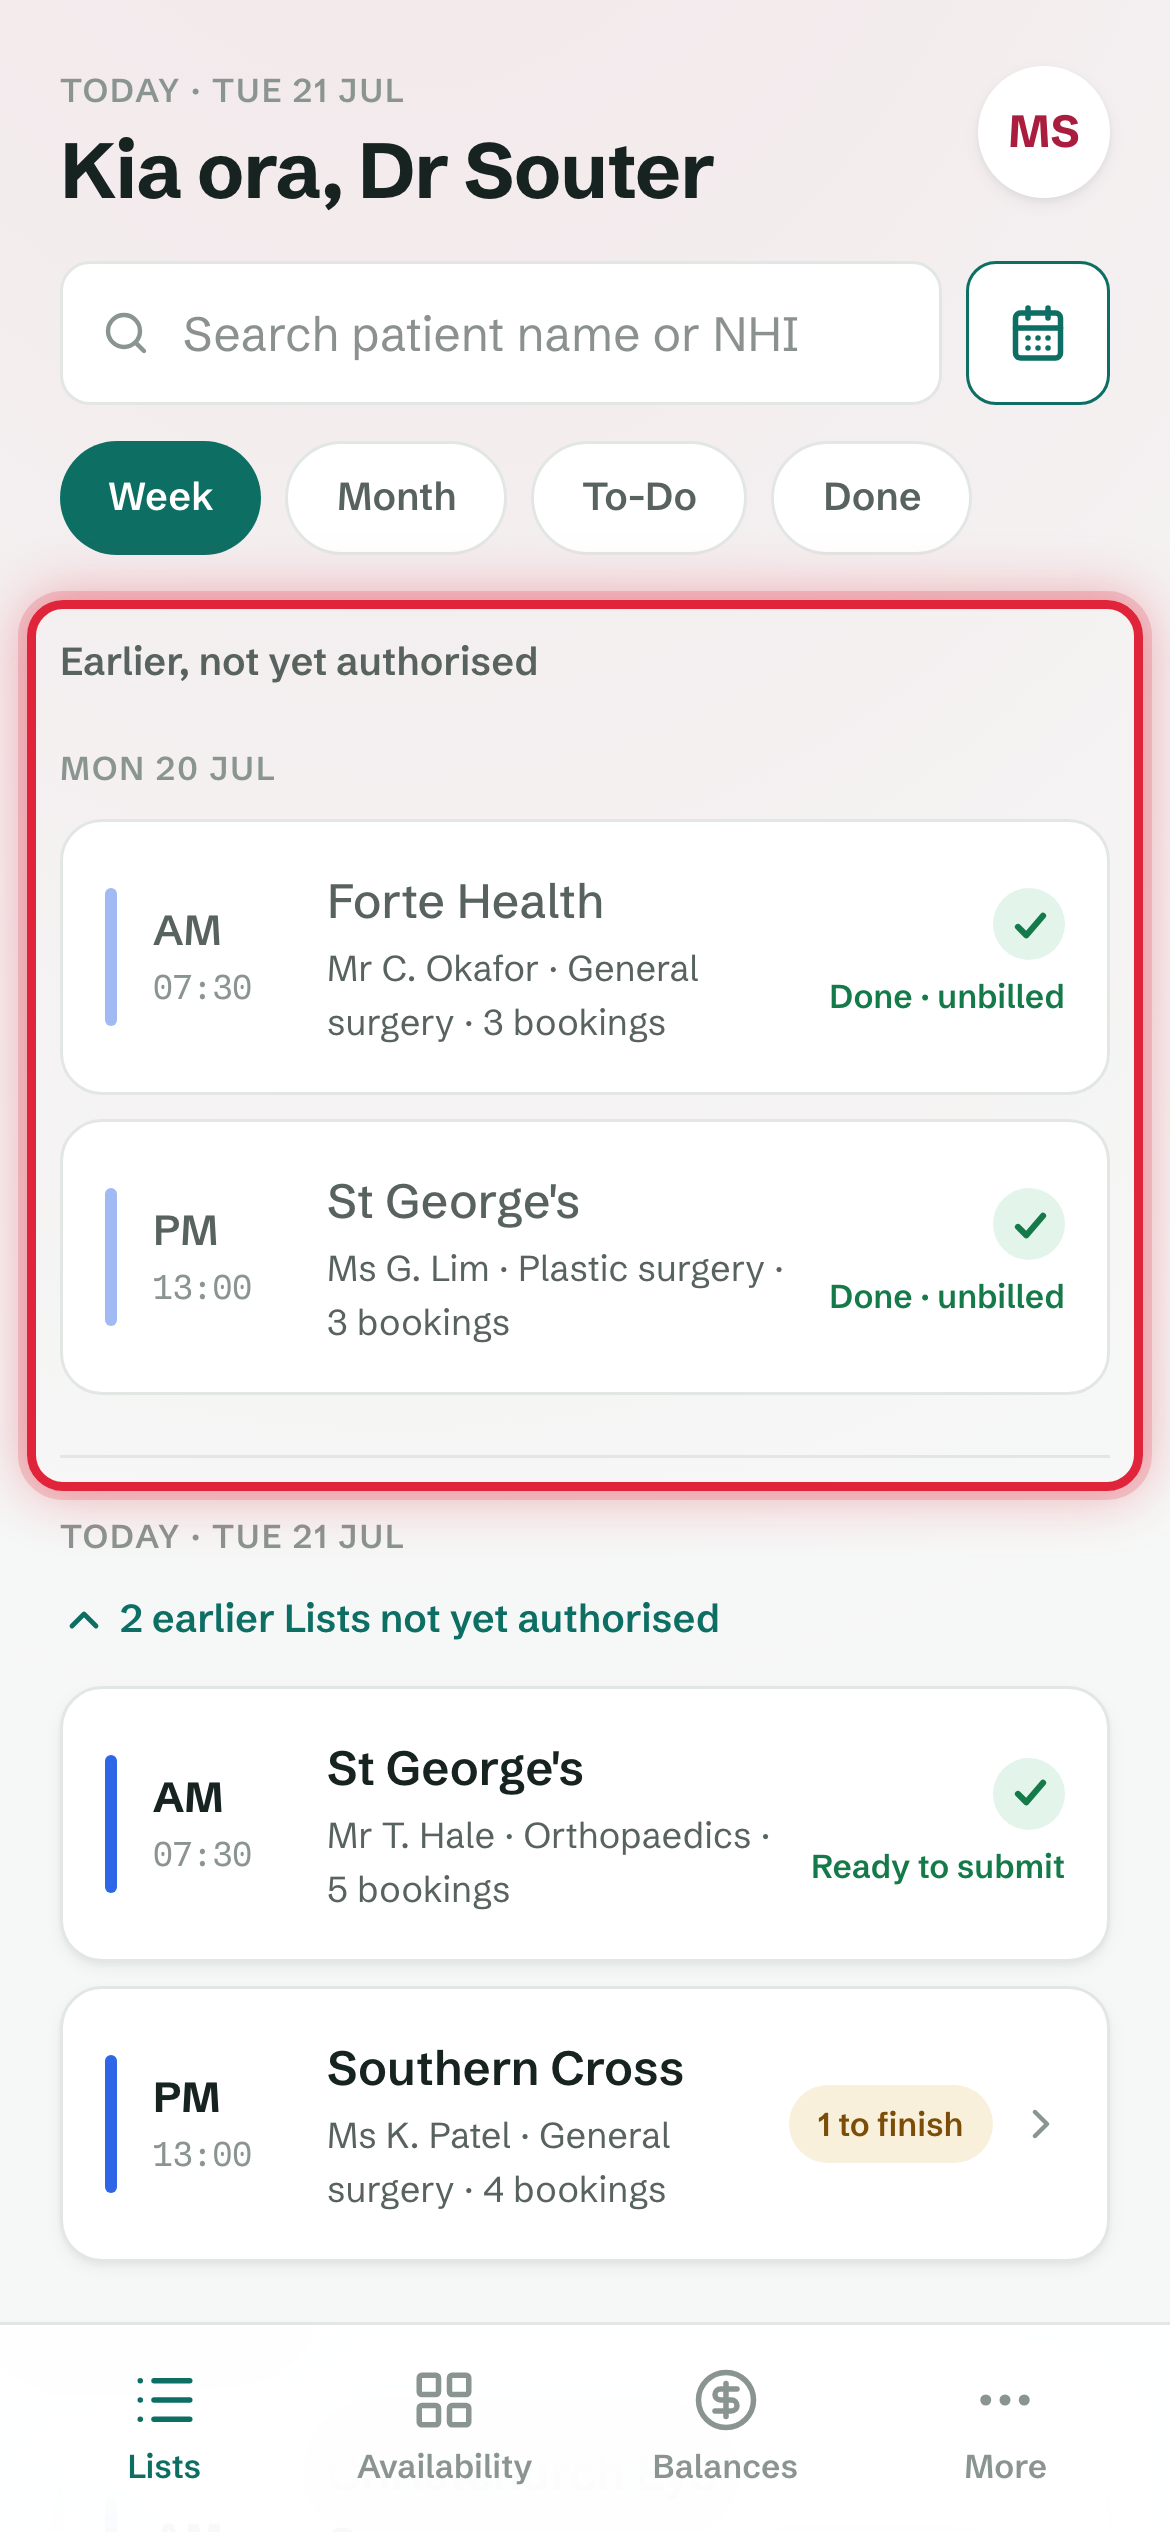 TODAY · TUE 21 JUL
Kia ora, Dr Souter
MS
Search patient name or NHI
Week
Month
To-Do
Done
Earlier, not yet authorised
MON 20 JUL
AM
07:30
Forte Health
Mr C. Okafor · General
surgery · 3 bookings
Done · unbilled
PM
13:00
St George's
Ms G. Lim · Plastic surgery ·
3 bookings
Done · unbilled
TODAY · TUE 21 JUL
2 earlier Lists not yet authorised
AM
07:30
St George's
Mr T. Hale · Orthopaedics ·
5 bookings
Ready to submit
PM
13:00
Southern Cross
Ms K. Patel · General
surgery · 4 bookings
1 to finish
Lists
Availability
Balances
More